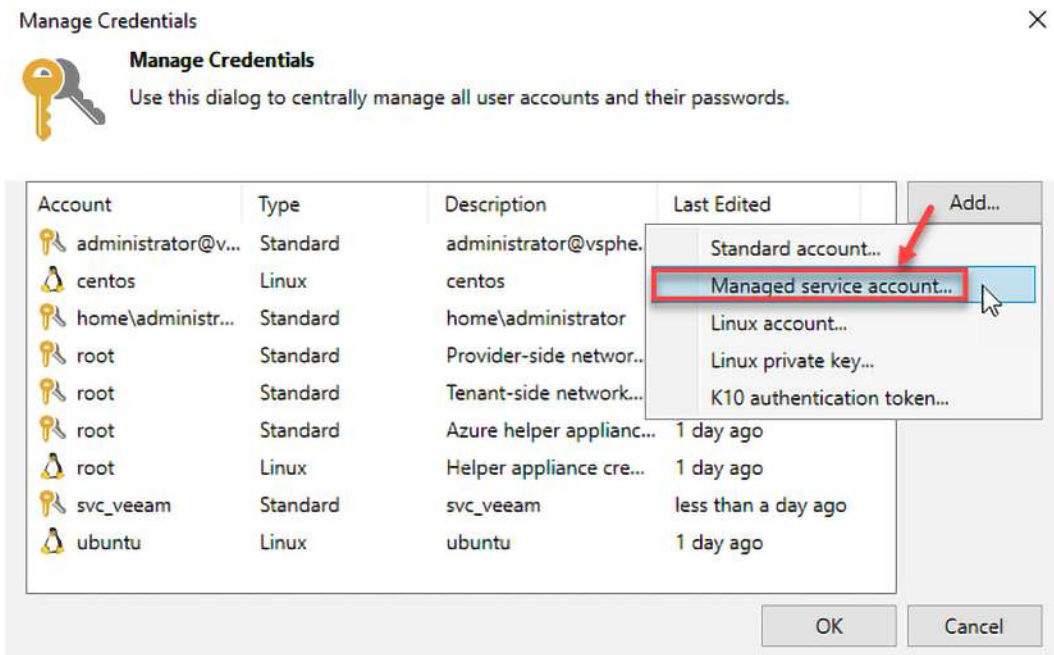 Manage Credentials
Manage Credentials
Use this dialog to centrally manage all user accounts and their passwords.
Account Type Description Last Edited Add...
administrator@v... Standard administrator@vsphe.
centos Linux centos
home\administr... Standard home\administrator
root Standard Provider-side networ..
root Standard Tenant-side network...
root Standard Azure helper applianc... 1 day ago
root Linux Helper appliance cre... 1 day ago
svc_veeam Standard svc_veeam less than a day ago
ubuntu Linux ubuntu 1 day ago
Standard account...
Managed service account...
Linux account...
Linux private key...
K10 authentication token...
OK Cancel